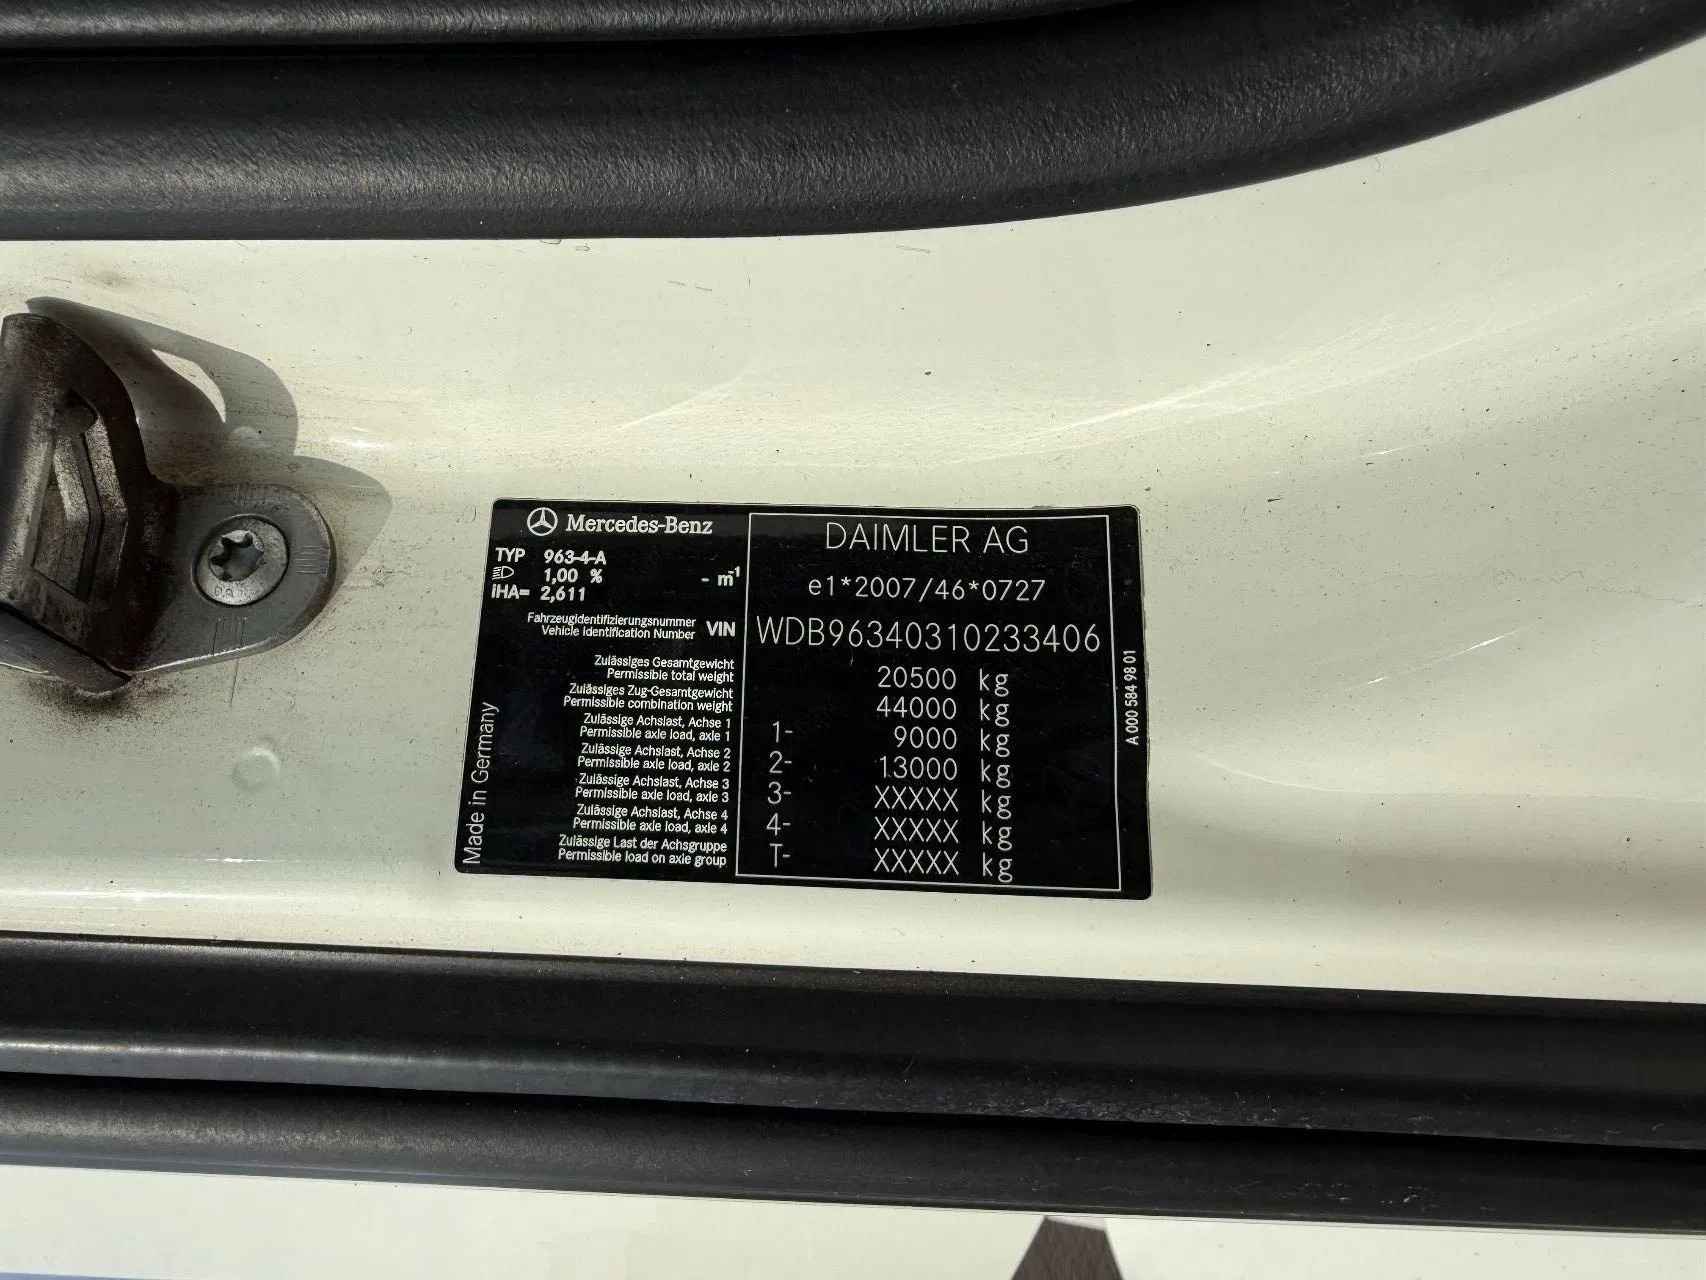 Mercedes-Benz
TYP 963-4-A
1,00 % - m⁻¹
iHA= 2,611
Fahrzeugidentifizierungsnummer
Vehicle Identification Number VIN
Zulässiges Gesamtgewicht
Permissible total weight
Zulässiges Zug-Gesamtgewicht
Permissible combination weight
Zulässige Achslast, Achse 1
Permissible axle load, axle 1
Zulässige Achslast, Achse 2
Permissible axle load, axle 2
Zulässige Achslast, Achse 3
Permissible axle load, axle 3
Zulässige Achslast, Achse 4
Permissible axle load, axle 4
Zulässige Last der Achsgruppe
Permissible load on axle group
Made in Germany
DAIMLER AG
e1*2007/46*0727
WDB96340310233406
20500 kg
44000 kg
1- 9000 kg
2- 13000 kg
3- XXXXX kg
4- XXXXX kg
T- XXXXX kg
A 000 584 98 01